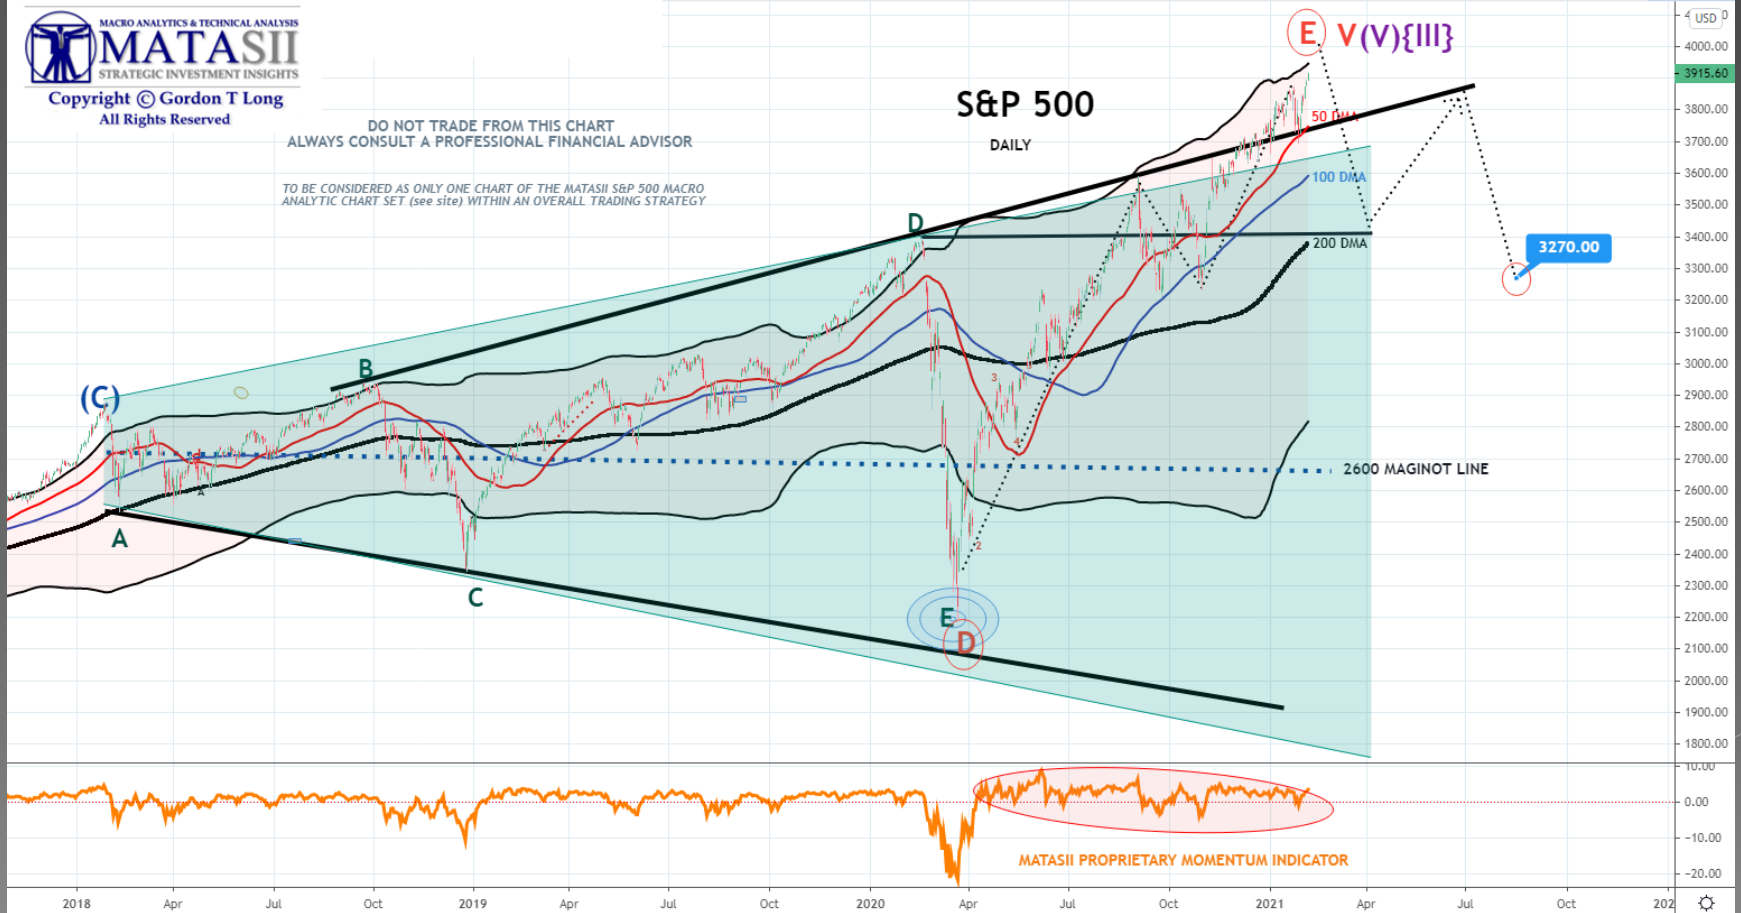 MACRO ANALYTICS & TECHNICAL ANALYSIS
MATASII
STRATEGIC INVESTMENT INSIGHTS
Copyright © Gordon T Long
All Rights Reserved
DO NOT TRADE FROM THIS CHART
ALWAYS CONSULT A PROFESSIONAL FINANCIAL ADVISOR
TO BE CONSIDERED AS ONLY ONE CHART OF THE MATASII S&P 500 MACRO
ANALYTIC CHART SET (see site) WITHIN AN OVERALL TRADING STRATEGY
S&P 500
DAILY
E V(V){III}
USD
4000.00
3915.60
3800.00
3700.00
3600.00
3500.00
3400.00
3300.00
3200.00
3100.00
3000.00
2900.00
2800.00
2700.00
2600.00
2500.00
2400.00
2300.00
2200.00
2100.00
2000.00
1900.00
1800.00
50 DMA
100 DMA
200 DMA
3270.00
D
B
(C)
3
4
2
1
A
2600 MAGINOT LINE
A
C
E
D
10.00
0.00
-10.00
-20.00
MATASII PROPRIETARY MOMENTUM INDICATOR
2018 Apr Jul Oct 2019 Apr Jul Oct 2020 Apr Jul Oct 2021 Apr Jul Oct